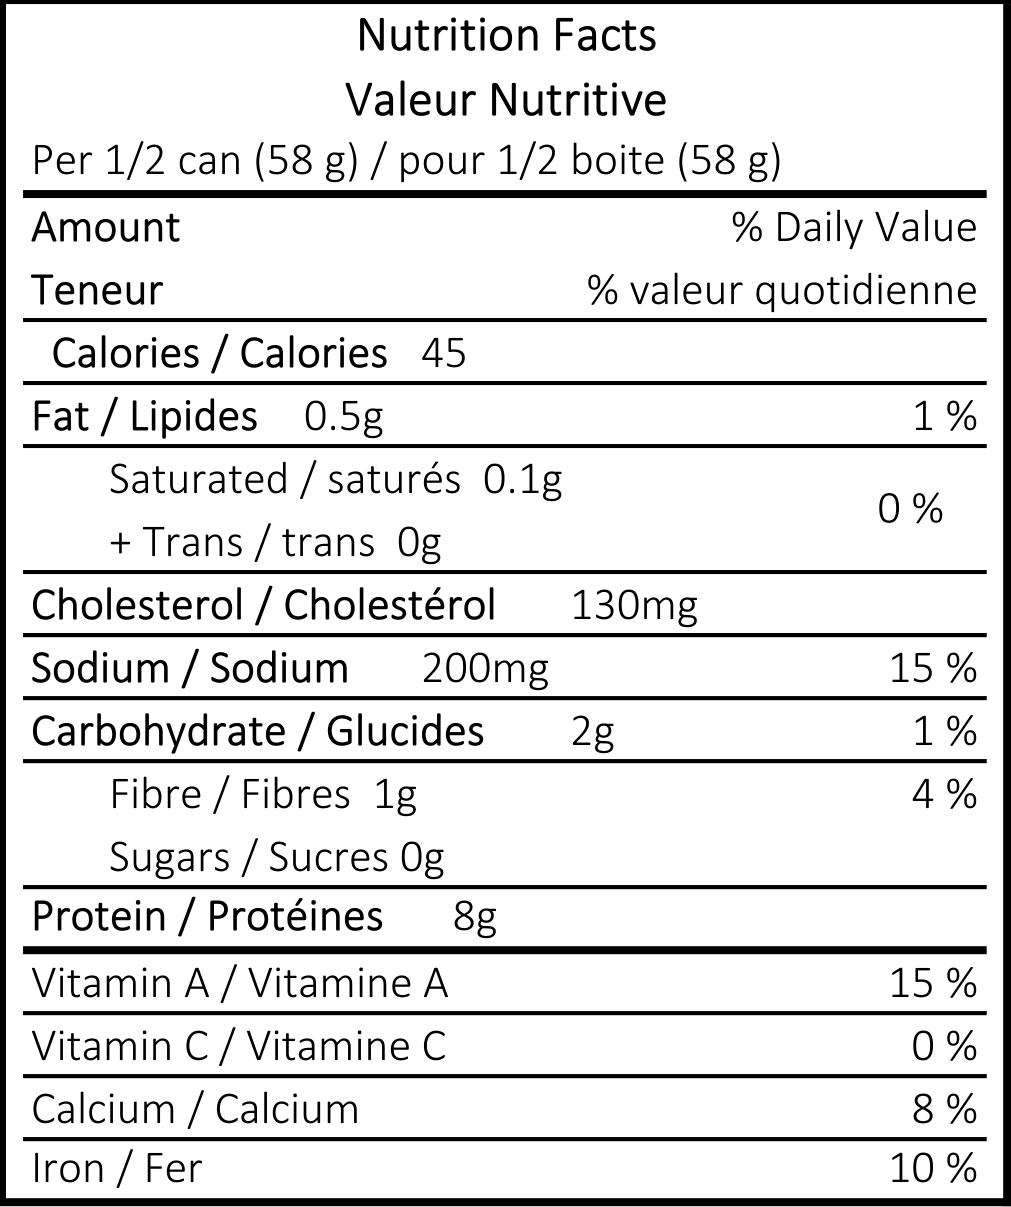 Nutrition Facts
Valeur Nutritive
Per 1/2 can (58 g) / pour 1/2 boite (58 g)
Amount % Daily Value
Teneur % valeur quotidienne
Calories / Calories 45
Fat / Lipides 0.5g 1 %
Saturated / saturés 0.1g
0 %
+ Trans / trans 0g
Cholesterol / Cholestérol 130mg
Sodium / Sodium 200mg 15 %
Carbohydrate / Glucides 2g 1 %
Fibre / Fibres 1g 4 %
Sugars / Sucres 0g
Protein / Protéines 8g
Vitamin A / Vitamine A 15 %
Vitamin C / Vitamine C 0 %
Calcium / Calcium 8 %
Iron / Fer 10 %